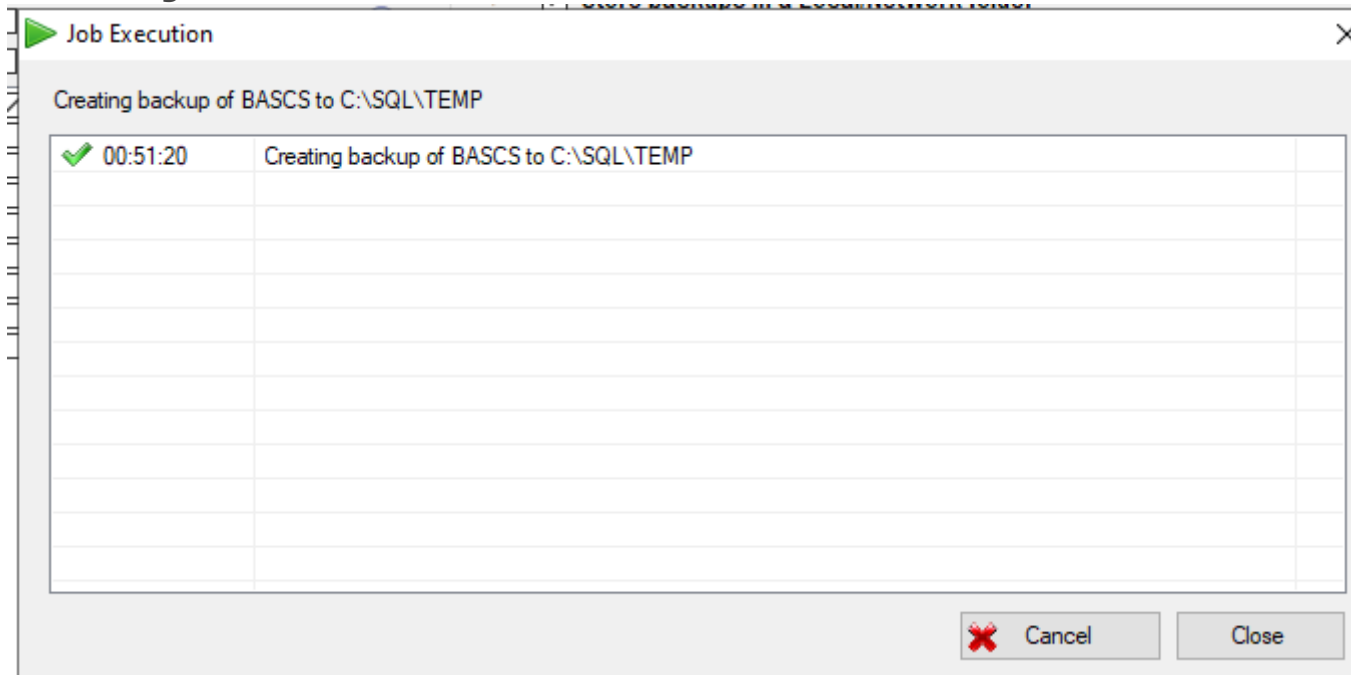 Job Execution
Creating backup of BASCS to C:\SQL\TEMP
00:51:20 Creating backup of BASCS to C:\SQL\TEMP
Cancel
Close